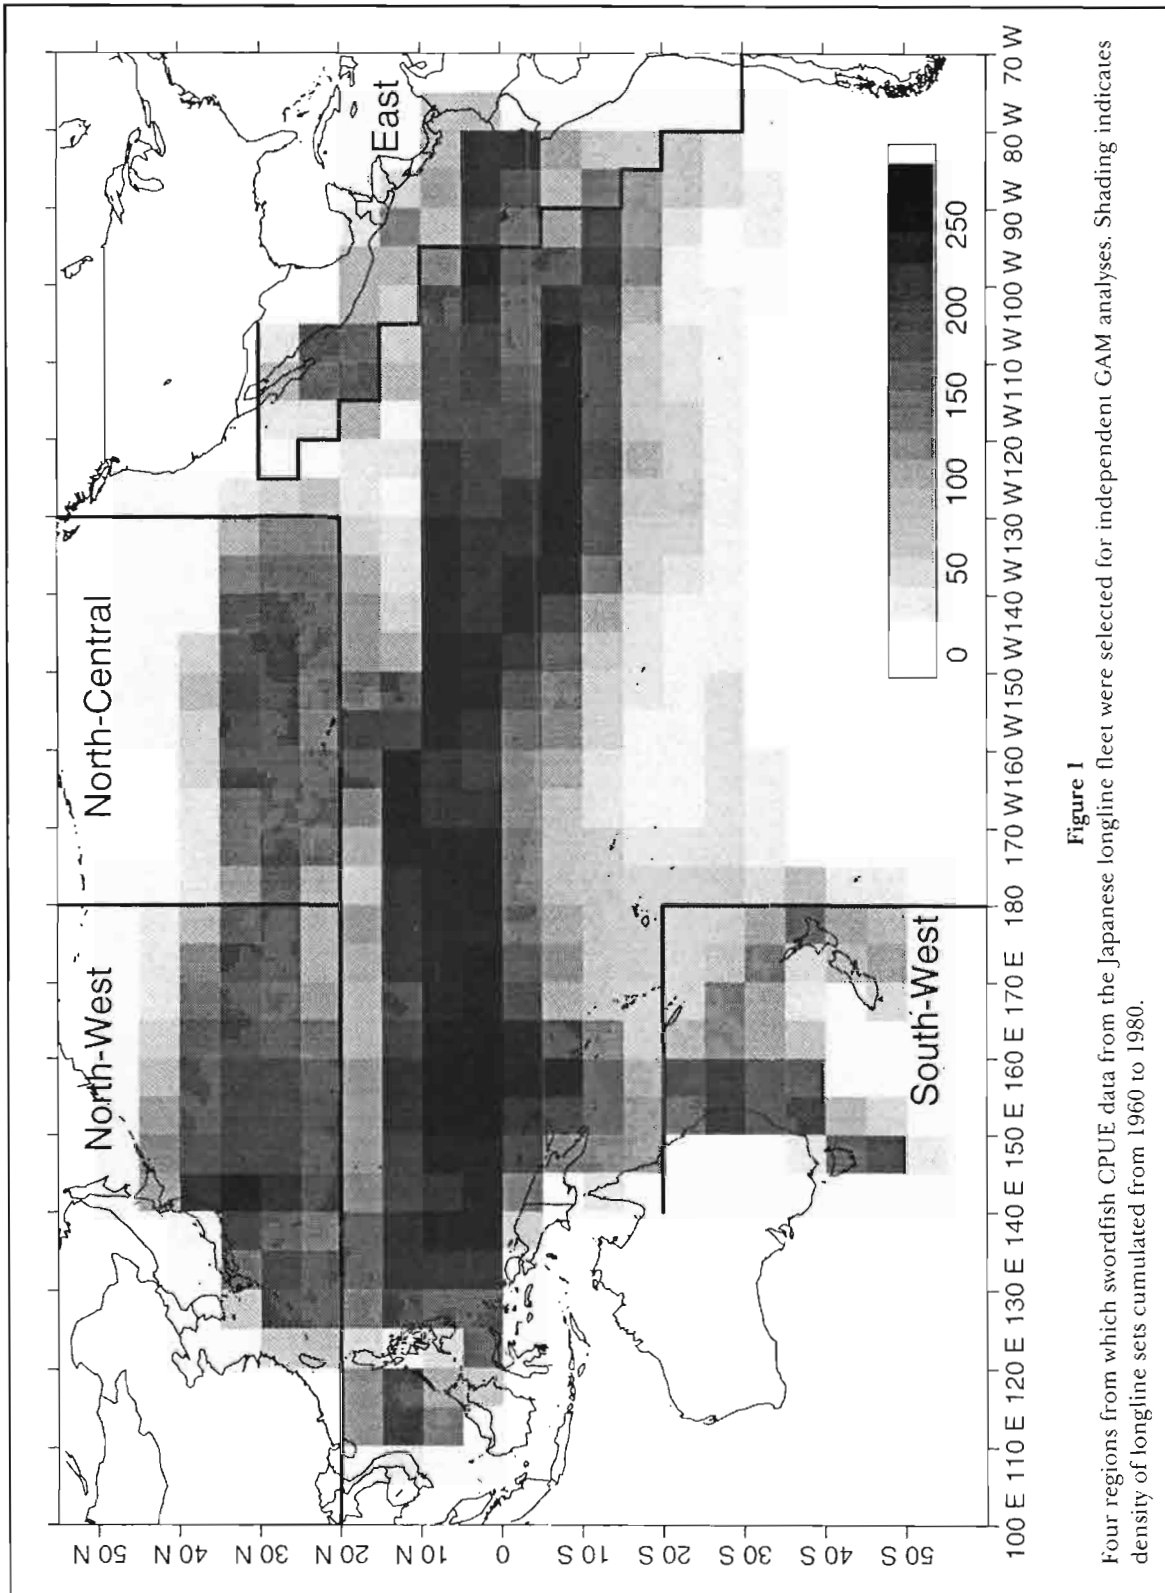 North-West
North-Central
East
South-West
50 N
40 N
30 N
20 N
10 N
0
10 S
20 S
30 S
40 S
50 S
0 50 100 150 200 250
100 E 110 E 120 E 130 E 140 E 150 E 160 E 170 E 180 170 W 160 W 150 W 140 W 130 W 120 W 110 W 100 W 90 W 80 W 70 W
Figure 1
Four regions from which swordfish CPUE data from the Japanese longline fleet were selected for independent GAM analyses. Shading indicates
density of longline sets cumulated from 1960 to 1980.